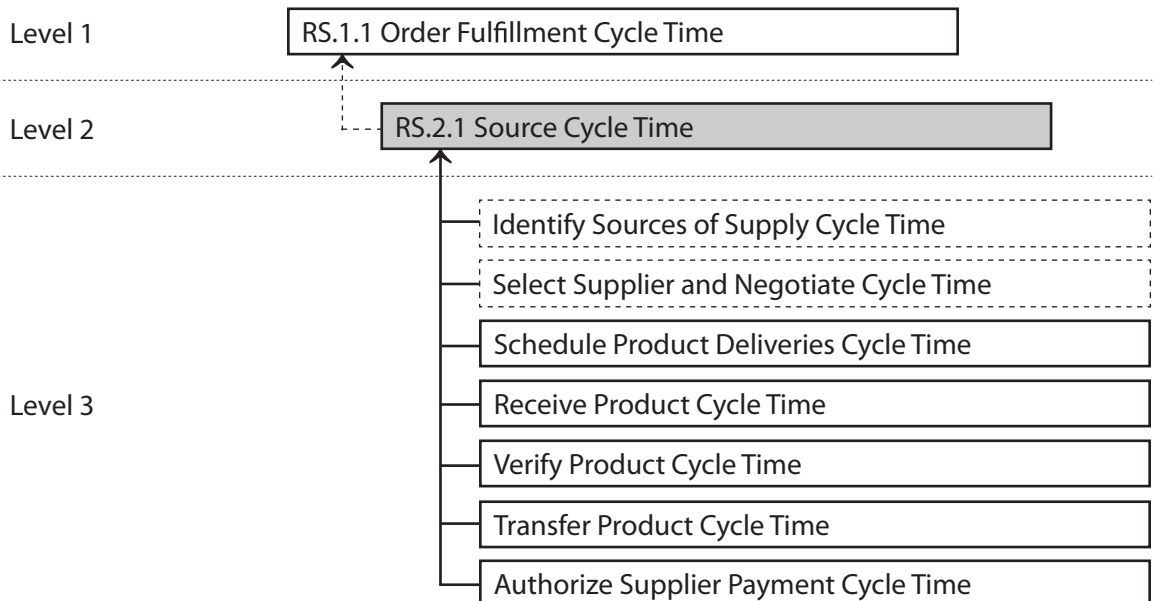 Level 1
RS.1.1 Order Fulfillment Cycle Time
Level 2
RS.2.1 Source Cycle Time
Level 3
Identify Sources of Supply Cycle Time
Select Supplier and Negotiate Cycle Time
Schedule Product Deliveries Cycle Time
Receive Product Cycle Time
Verify Product Cycle Time
Transfer Product Cycle Time
Authorize Supplier Payment Cycle Time